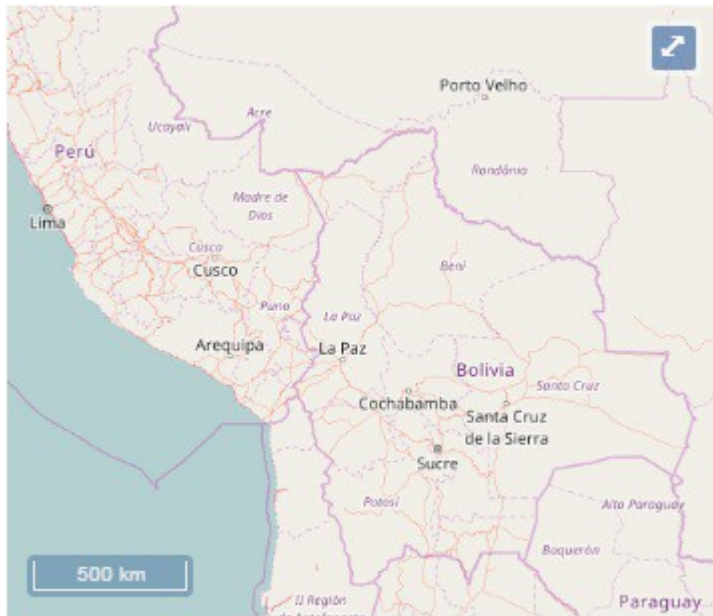 Porto Velho
Acre
Ucayali
Perú
Rondônia
Madre de
Dios
Lima
Cusco
Cusco
Beni
Puno
La Paz
Arequipa
La Paz
Bolivia
Santa Cruz
Cochabamba
Santa Cruz
de la Sierra
Sucre
Potosí
Alto Paraguay
Boquerón
500 km
II Región
Paraguay